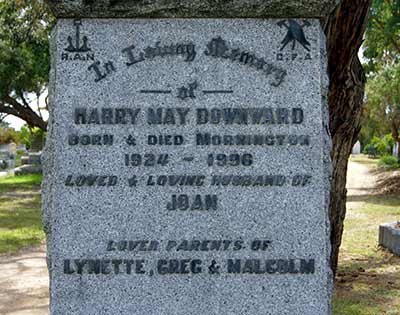 R.A.N
C.F.A
In Loving Memory
of
HARRY MAY DOWNWARD
BORN & DIED MORNINGTON
1924 - 1996
LOVED & LOVING HUSBAND OF
JOAN
LOVED PARENTS OF
LYNETTE, GREG & MALCOLM